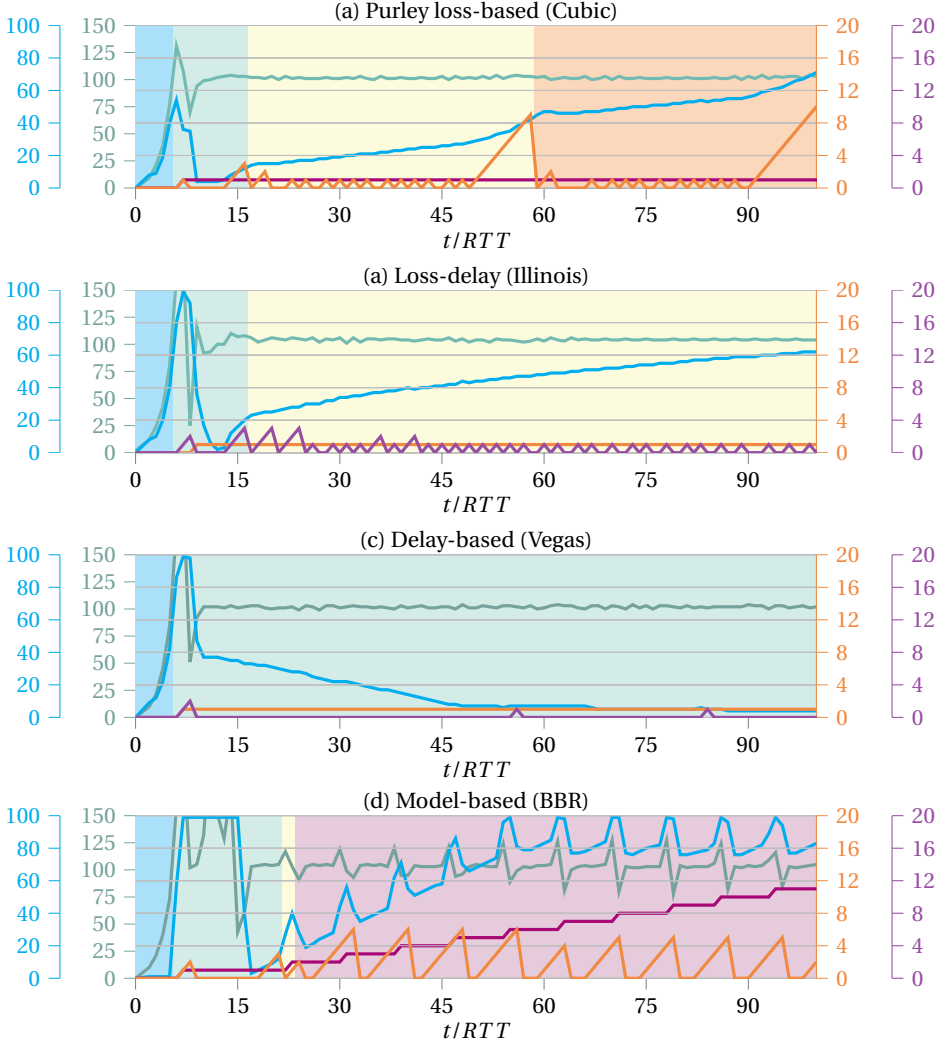 (a) Purley loss-based (Cubic)
100 150 20 20
80 125 16 16
60 100 12 12
40 75 8 8
20 50 4 4
0 25 0 0
0
0 15 30 45 60 75 90
t/RTT
(a) Loss-delay (Illinois)
100 150 20 20
80 125 16 16
60 100 12 12
40 75 8 8
20 50 4 4
0 25 0 0
0
0 15 30 45 60 75 90
t/RTT
(c) Delay-based (Vegas)
100 150 20 20
80 125 16 16
60 100 12 12
40 75 8 8
20 50 4 4
0 25 0 0
0
0 15 30 45 60 75 90
t/RTT
(d) Model-based (BBR)
100 150 20 20
80 125 16 16
60 100 12 12
40 75 8 8
20 50 4 4
0 25 0 0
0
0 15 30 45 60 75 90
t/RTT